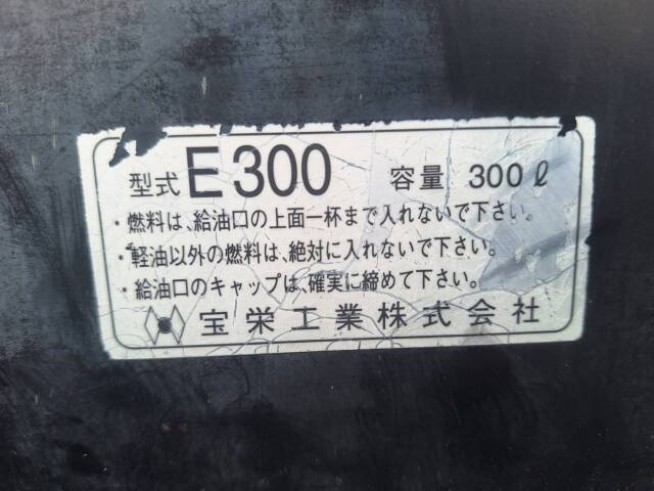 型式 E300 容量 300ℓ
・燃料は、給油口の上面一杯まで入れないで下さい。
・軽油以外の燃料は、絶対に入れないで下さい。
・給油口のキャップは、確実に締めて下さい。
宝栄工業株式会社